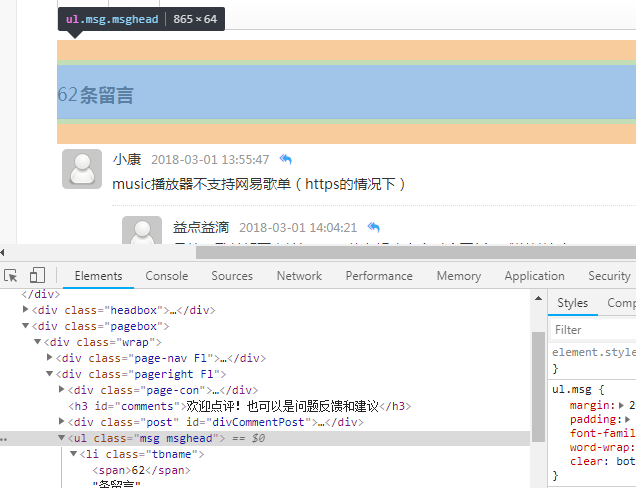 ul.msg.msghead | 865 × 64
62条留言
小康 2018-03-01 13:55:47
music播放器不支持网易歌单（https的情况下）
益点益滴 2018-03-01 14:04:21
Elements Console Sources Network Performance Memory Application Security
</div>
<div class="headbox">…</div>
<div class="pagebox">
<div class="wrap">
<div class="page-nav Fl">…</div>
<div class="pageright Fl">
<div class="page-con">…</div>
<h3 id="comments">欢迎点评！也可以是问题反馈和建议</h3>
<div class="post" id="divCommentPost">…</div>
<ul class="msg msghead"> == $0
<li class="tbname">
<span>62</span>
"条留言"
Styles Comp
Filter
element.style
}
ul.msg {
margin: 2
padding:
font-famil
word-wrap:
clear: bot
}